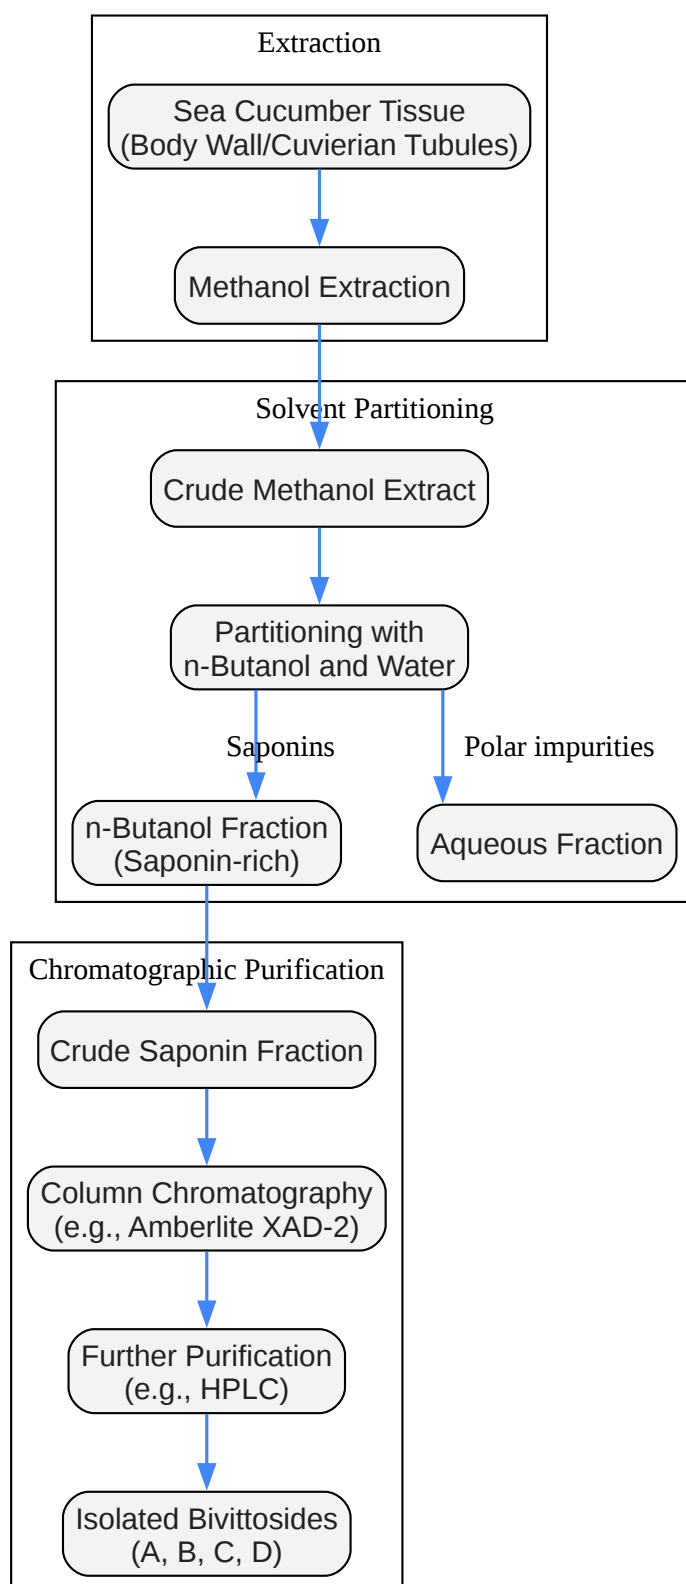 Extraction
Sea Cucumber Tissue
(Body Wall/Cuvierian Tubules)
Methanol Extraction
Solvent Partitioning
Crude Methanol Extract
Partitioning with
n-Butanol and Water
Saponins
Polar impurities
n-Butanol Fraction
(Saponin-rich)
Aqueous Fraction
Chromatographic Purification
Crude Saponin Fraction
Column Chromatography
(e.g., Amberlite XAD-2)
Further Purification
(e.g., HPLC)
Isolated Bivittosides
(A, B, C, D)